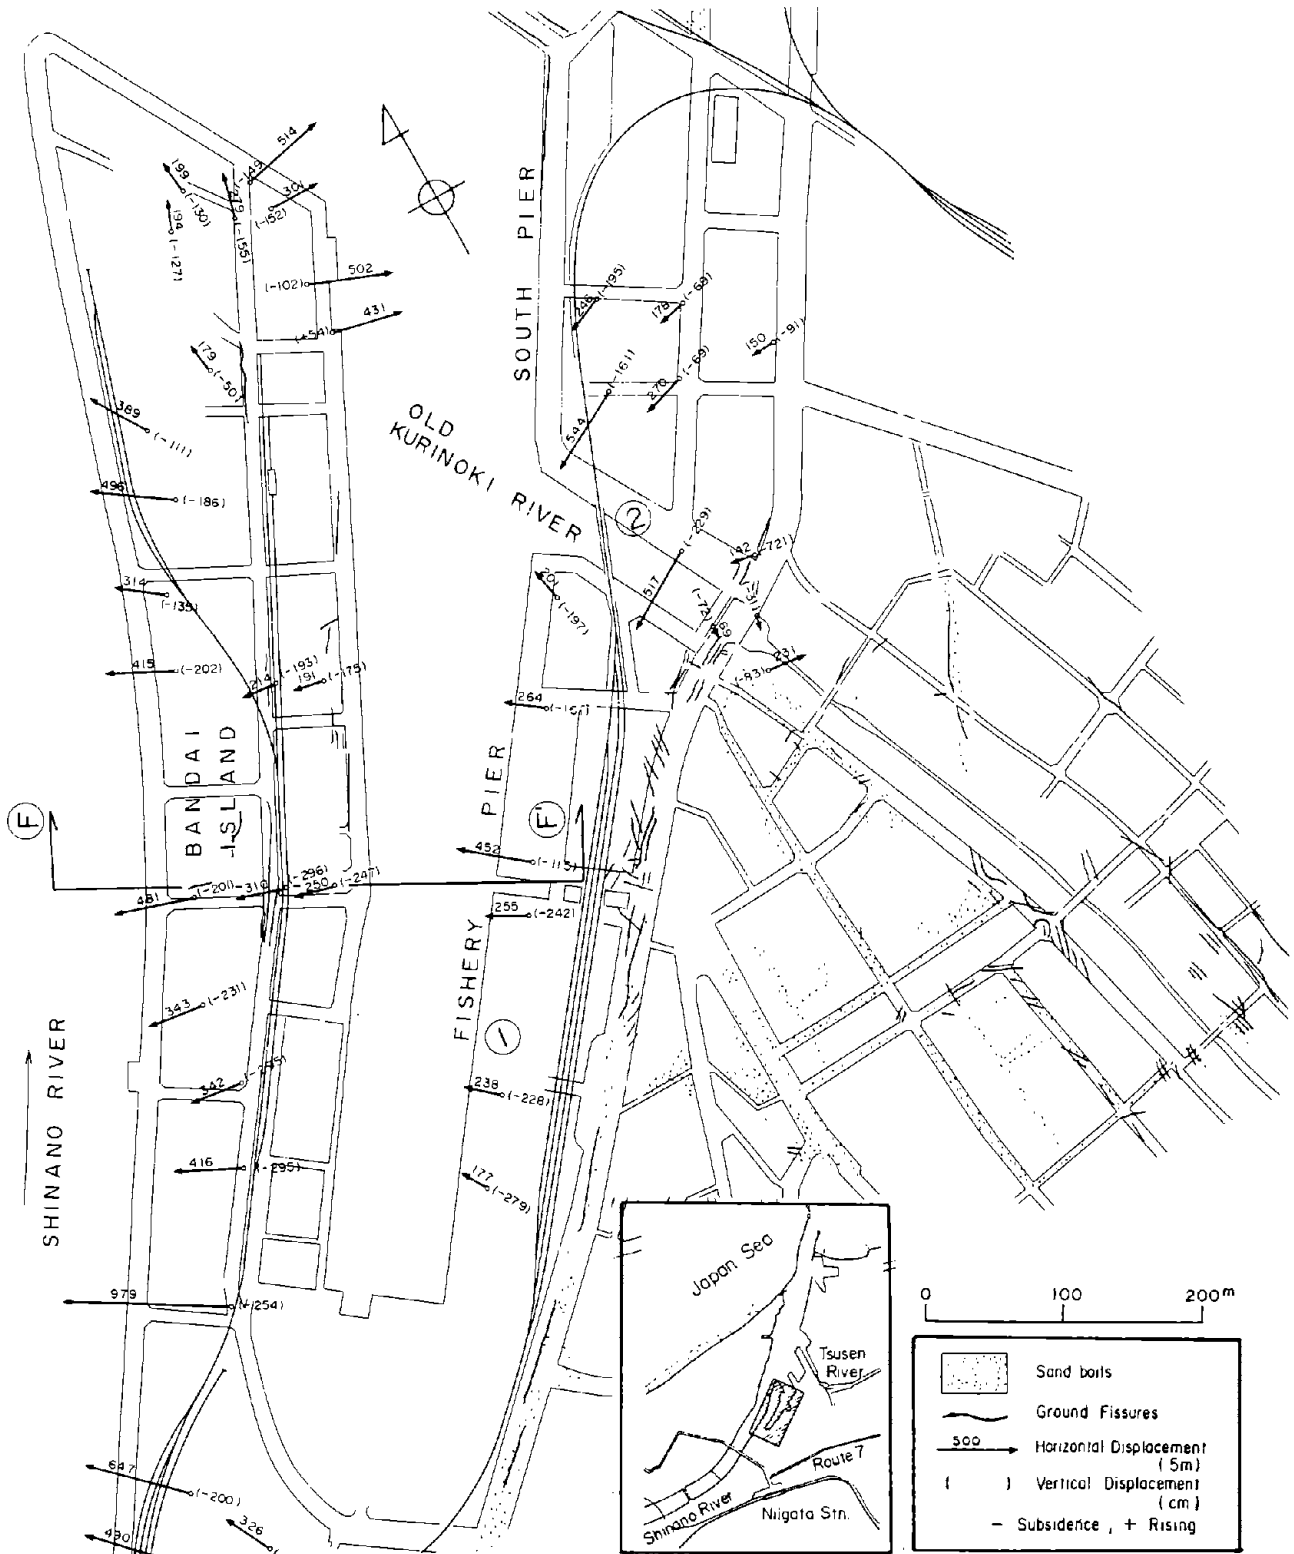 514
(-149)
199
(-130)
279
(-155)
301
(-152)
194
(-127)
(-102) 502
(+54) 431
179
(-50)
389
(-111)
496 (-186)
314
(-135)
415 (-202)
214 (-193)
191 (-175)
SOUTH PIER
248 (-195)
178 (-68)
150 (-91)
270 (-69)
544 (-161)
OLD
KURINOKI RIVER
2
517 (-229)
(-72)
69
(-83) 231
201 (-197)
264
BANDAI
ISLAND
F
F'
452 (-115)
481 (-201)
310 (-296)
250 (-247)
255 (-242)
FISHERY PIER
1
343 (-231)
342
238 (-228)
416 (-295)
177 (-279)
SHINANO RIVER
979 (-254)
647 (-200)
490
326
Japan Sea
Tsusen
River
Route 7
Shinano River
Niigata Stn.
0 100 200m
Sand boils
Ground Fissures
500 Horizontal Displacement
(5m)
( ) Vertical Displacement
(cm)
- Subsidence, + Rising